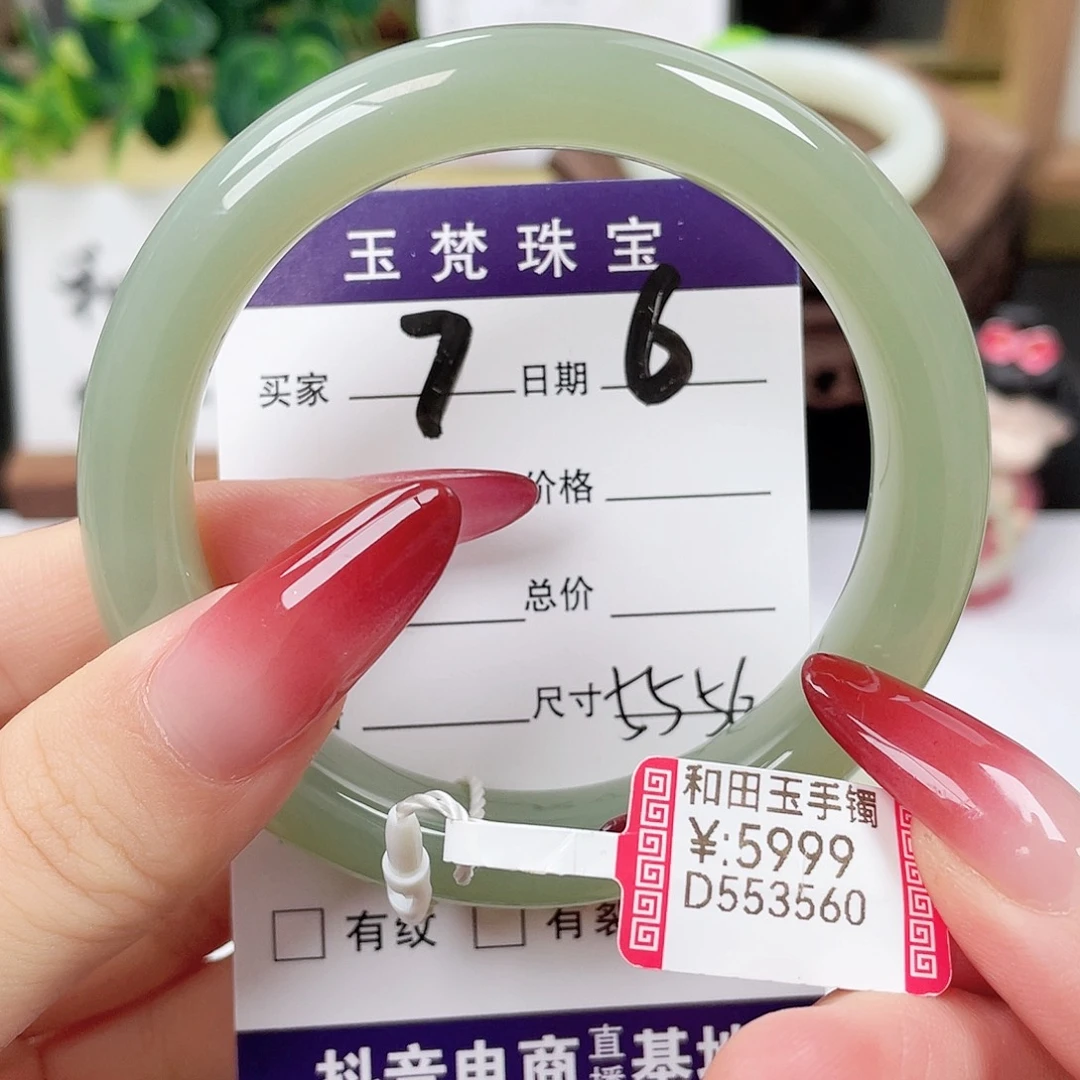 玉梵珠宝
买家 7 日期 6
价格
总价
尺寸 55 56
和田玉手镯
¥:5999
D553560
有纹 有裂
抖音电商直播基地